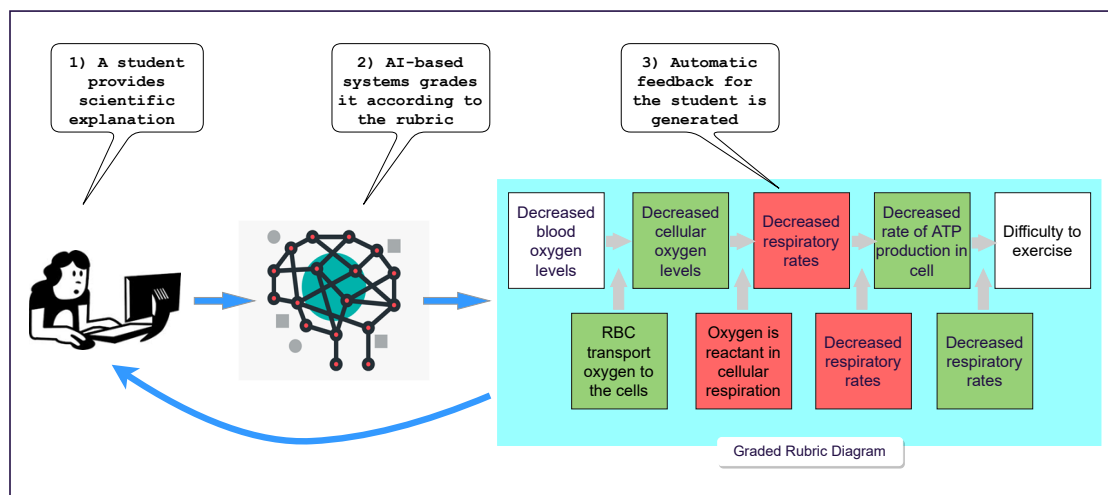 1) A student
provides
scientific
explanation
2) AI-based
systems grades
it according to
the rubric
3) Automatic
feedback for
the student is
generated
Decreased
blood
oxygen
levels
Decreased
cellular
oxygen levels
Decreased
respiratory
rates
Decreased
rate of ATP
production in
cell
Difficulty to
exercise
RBC
transport
oxygen to
the cells
Oxygen is
reactant in
cellular
respiration
Decreased
respiratory
rates
Decreased
respiratory
rates
Graded Rubric Diagram